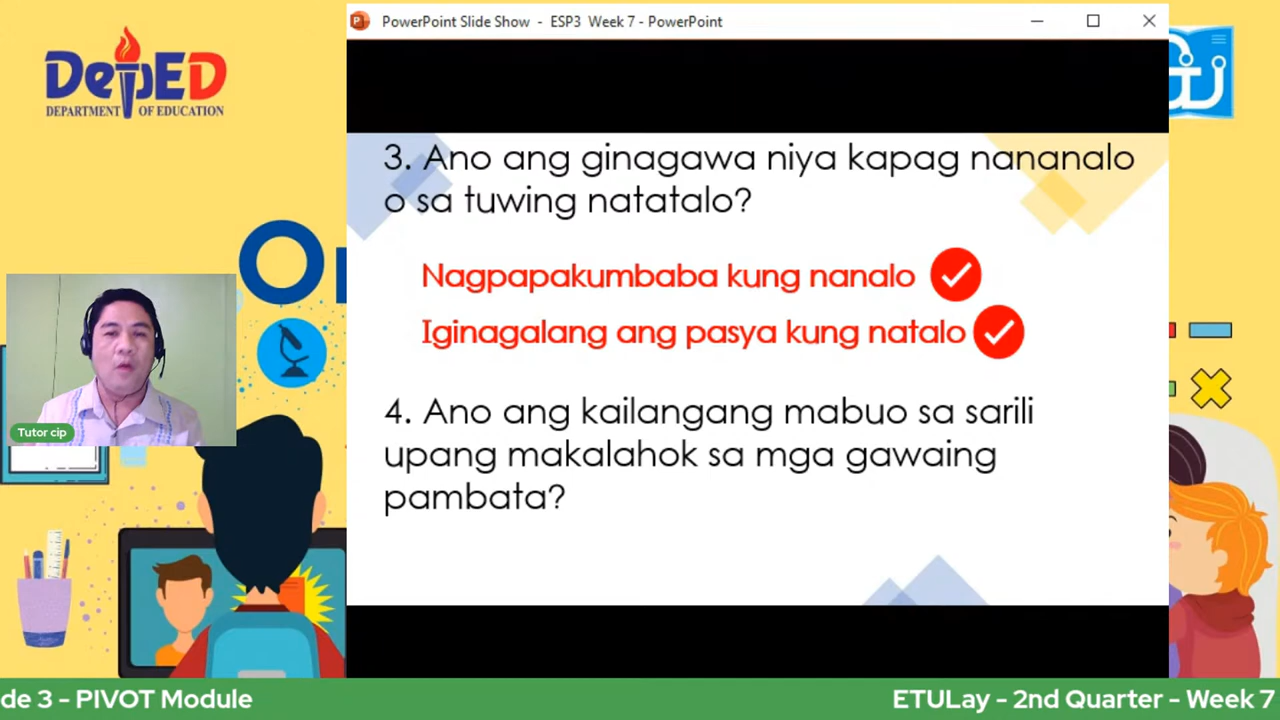 PowerPoint Slide Show - ESP3 Week 7 - PowerPoint
DepED
DEPARTMENT OF EDUCATION
3. Ano ang ginagawa niya kapag nananalo
o sa tuwing natatalo?
Nagpapakumbaba kung nanalo
Iginagalang ang pasya kung natalo
4. Ano ang kailangang mabuo sa sarili
upang makalahok sa mga gawaing
pambata?
Tutor cip
de 3 - PIVOT Module
ETULay - 2nd Quarter - Week 7